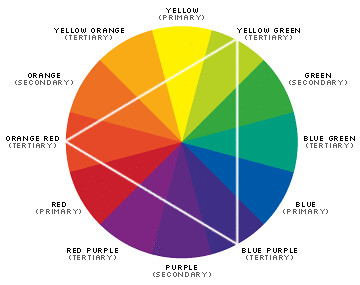 YELLOW
(PRIMARY)
YELLOW ORANGE
(TERTIARY)
YELLOW GREEN
(TERTIARY)
ORANGE
(SECONDARY)
GREEN
(SECONDARY)
ORANGE RED
(TERTIARY)
BLUE GREEN
(TERTIARY)
RED
(PRIMARY)
BLUE
(PRIMARY)
RED PURPLE
(TERTIARY)
BLUE PURPLE
(TERTIARY)
PURPLE
(SECONDARY)